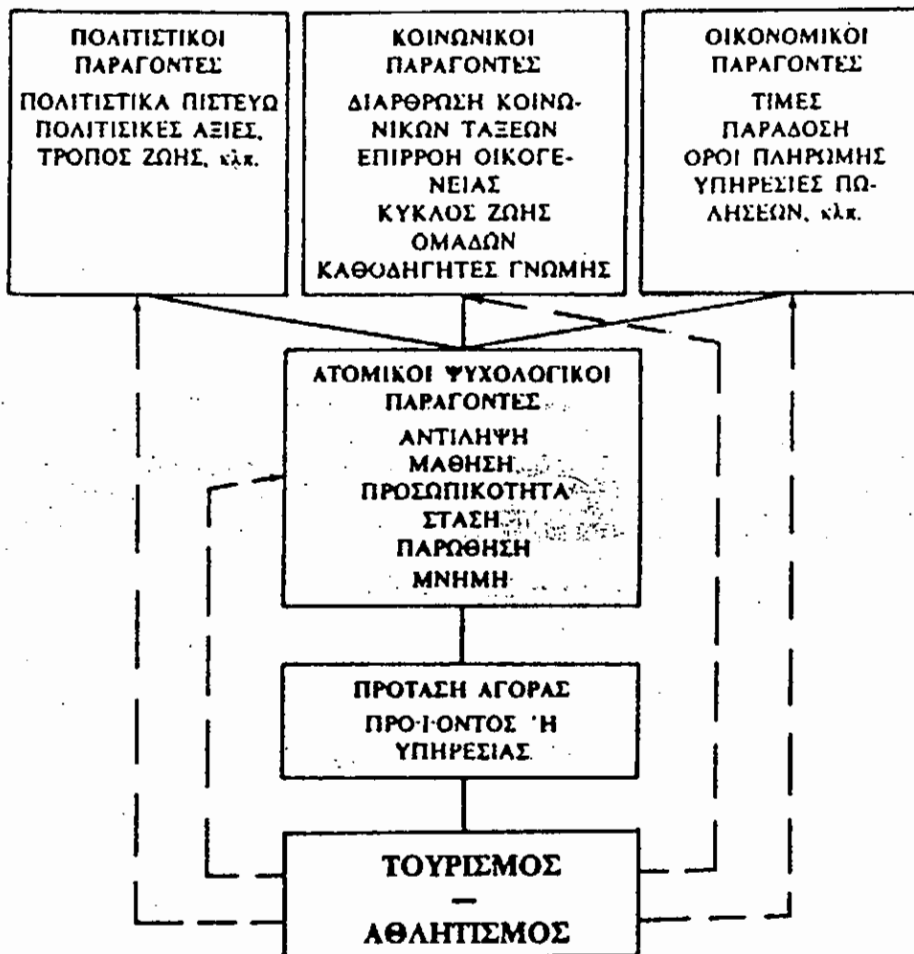 ΠΟΛΙΤΙΣΤΙΚΟΙ
ΠΑΡΑΓΟΝΤΕΣ
ΠΟΛΙΤΙΣΤΙΚΑ ΠΙΣΤΕΥΩ
ΠΟΛΙΤΙΣΙΚΕΣ ΑΞΙΕΣ,
ΤΡΟΠΟΣ ΖΩΗΣ, κλπ.
ΚΟΙΝΩΝΙΚΟΙ
ΠΑΡΑΓΟΝΤΕΣ
ΔΙΑΡΘΡΩΣΗ ΚΟΙΝΩ-
ΝΙΚΩΝ ΤΑΞΕΩΝ
ΕΠΙΡΡΟΗ ΟΙΚΟΓΕ-
ΝΕΙΑΣ
ΚΥΚΛΟΣ ΖΩΗΣ
ΟΜΑΔΩΝ
ΚΑΘΟΔΗΓΗΤΕΣ ΓΝΩΜΗΣ
ΟΙΚΟΝΟΜΙΚΟΙ
ΠΑΡΑΓΟΝΤΕΣ
ΤΙΜΕΣ
ΠΑΡΑΔΟΣΗ
ΟΡΟΙ ΠΛΗΡΩΜΗΣ
ΥΠΗΡΕΣΙΕΣ ΠΩ-
ΛΗΣΕΩΝ, κλπ.
ΑΤΟΜΙΚΟΙ ΨΥΧΟΛΟΓΙΚΟΙ
ΠΑΡΑΓΟΝΤΕΣ
ΑΝΤΙΛΗΨΗ
ΜΑΘΗΣΗ
ΠΡΟΣΩΠΙΚΟΤΗΤΑ
ΣΤΑΣΗ
ΠΑΡΩΘΗΣΗ
ΜΝΗΜΗ
ΠΡΟΤΑΣΗ ΑΓΟΡΑΣ
ΠΡΟ·Ι·ΟΝΤΟΣ 'Η
ΥΠΗΡΕΣΙΑΣ
ΤΟΥΡΙΣΜΟΣ
—
ΑΘΛΗΤΙΣΜΟΣ